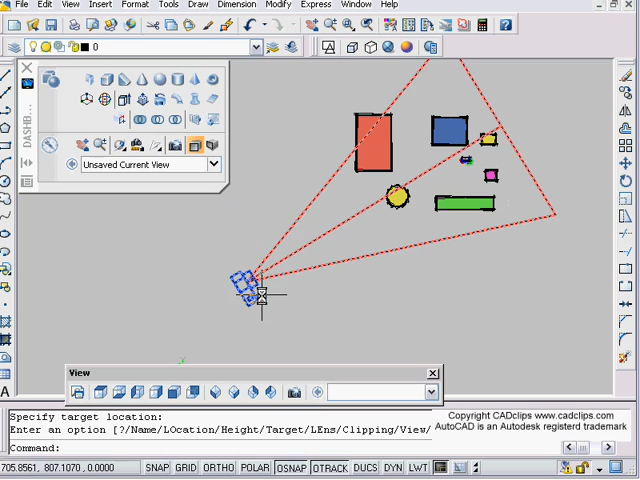 File Edit View Insert Format Tools Draw Dimension Modify Express Window Help
0
DASHB...
Unsaved Current View
Y
View
Specify target location:
Enter an option [?/Name/LOcation/Height/Target/LEns/Clipping/View/
Command:
Copyright CADclips www.cadclips.com
AutoCAD is an Autodesk registerd trademark
705.8561, 807.1070, 0.0000 SNAP GRID ORTHO POLAR OSNAP OTRACK DUCS DYN LWT